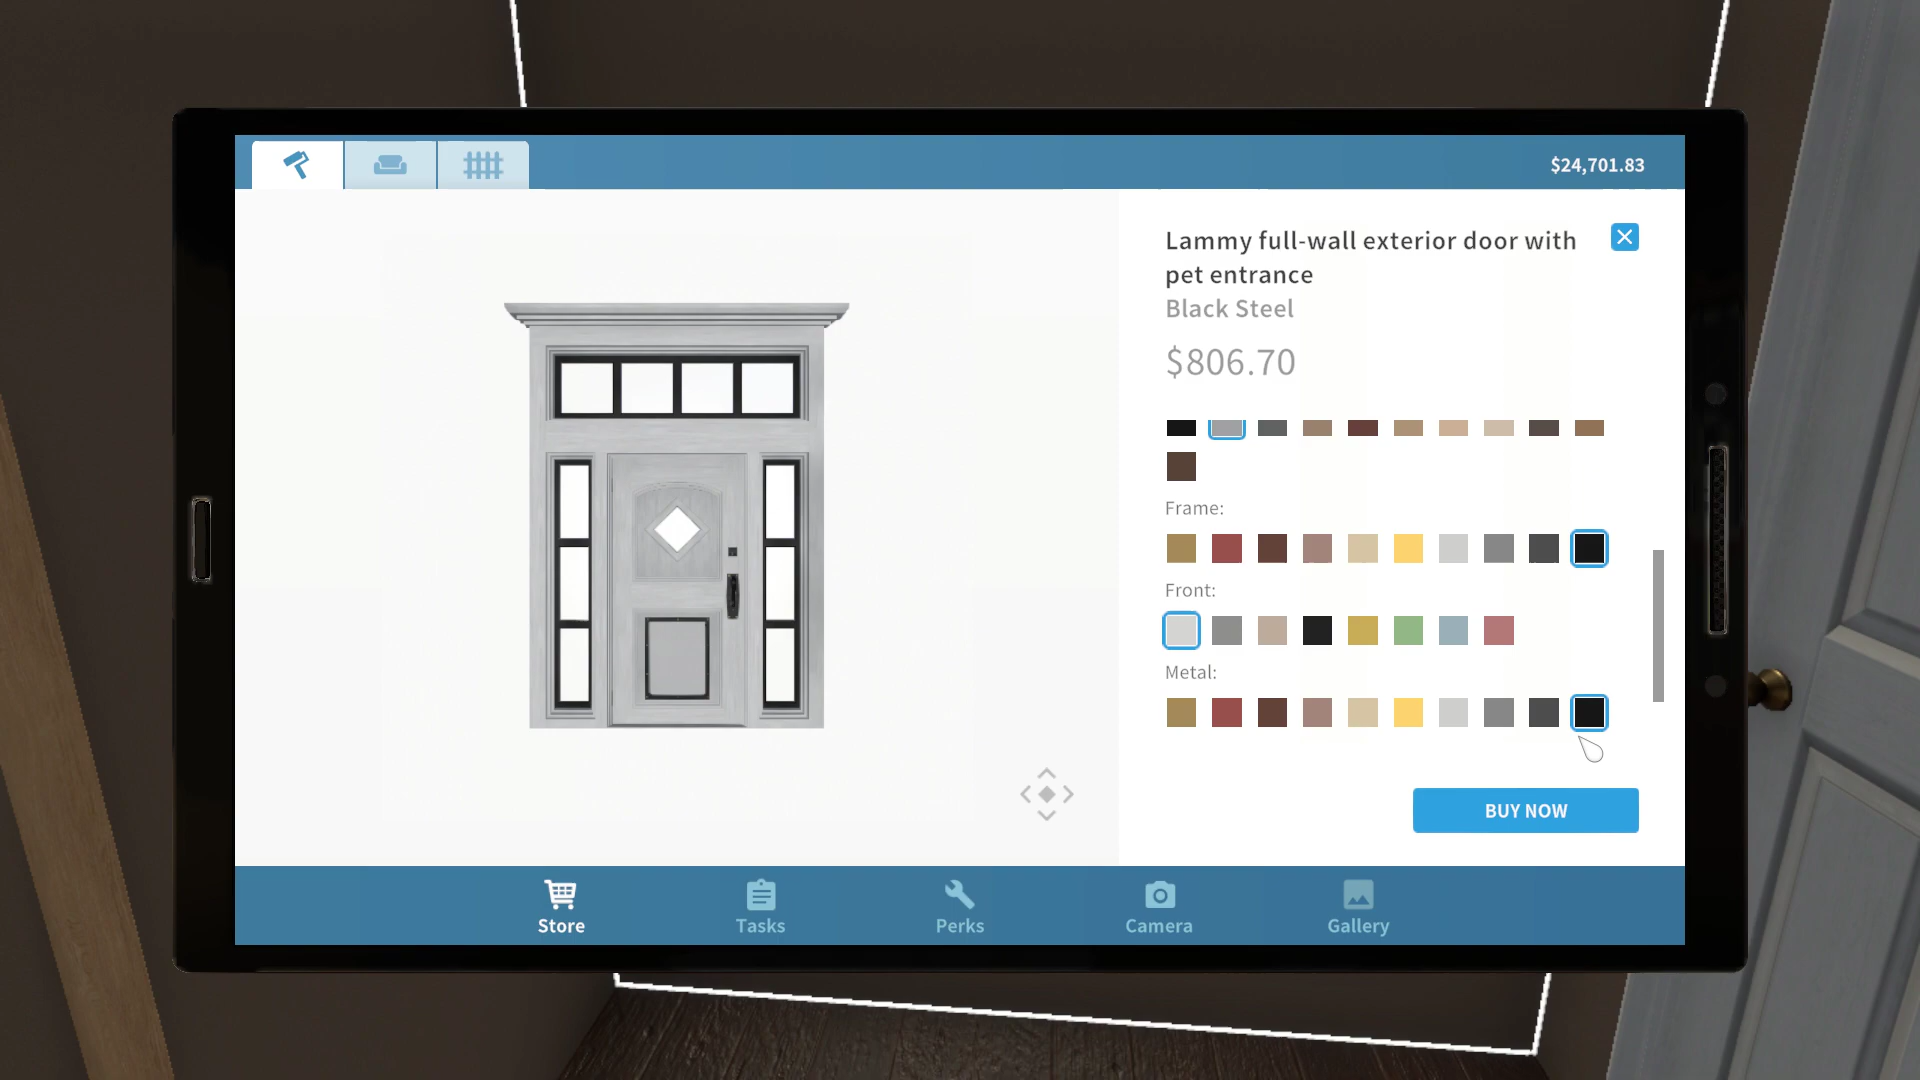 $24,701.83
Lammy full-wall exterior door with
pet entrance
Black Steel
$806.70
Frame:
Front:
Metal:
BUY NOW
Store
Tasks
Perks
Camera
Gallery